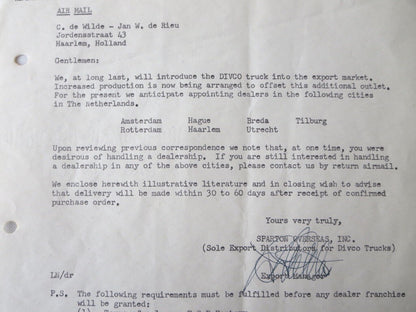 AIR MAIL
C. de Wilde - Jan W. de Rieu
Jordensstraat 43
Haarlem, Holland
Gentlemen:
We, at long last, will introduce the DIVCO truck into the export market.
Increased production is now being arranged to offset this additional outlet.
For the present we anticipate appointing dealers in the following cities
in The Netherlands.
Amsterdam Hague Breda Tilburg
Rotterdam Haarlem Utrecht
Upon reviewing previous correspondence we note that, at one time, you were
desirous of handling a dealership. If you are still interested in handling
a dealership in any of the above cities, please contact us by return airmail.
We enclose herewith illustrative literature and in closing wish to advise
that delivery will be made within 30 to 60 days after receipt of confirmed
purchase order.
Yours very truly,
SPARTON OVERSEAS, INC.
(Sole Export Distributors for Divco Trucks)
Export Manager
LN/dr
P.S. The following requirements must be fulfilled before any dealer franchise
will be granted: